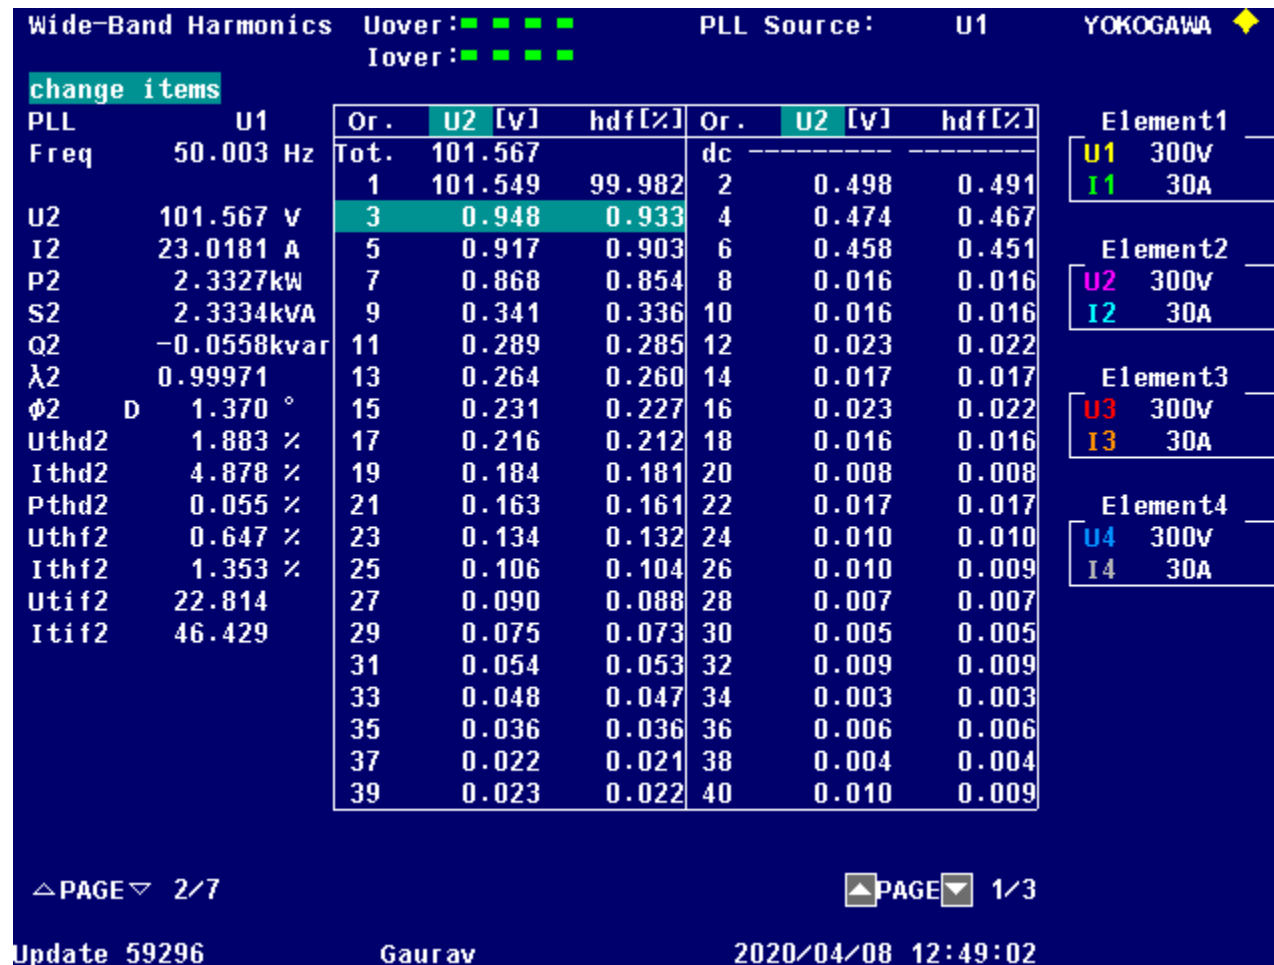 Wide-Band Harmonics Uover: PLL Source: U1 YOKOGAWA
Iover:
change items
PLL U1 Or. U2 [V] hdf[%] Or. U2 [V] hdf[%] Element1
Freq 50.003 Hz Tot. 101.567 dc --------- -------- U1 300V
1 101.549 99.982 2 0.498 0.491 I1 30A
U2 101.567 V 3 0.948 0.933 4 0.474 0.467
I2 23.0181 A 5 0.917 0.903 6 0.458 0.451 Element2
P2 2.3327kW 7 0.868 0.854 8 0.016 0.016 U2 300V
S2 2.3334kVA 9 0.341 0.336 10 0.016 0.016 I2 30A
Q2 -0.0558kvar 11 0.289 0.285 12 0.023 0.022
λ2 0.99971 13 0.264 0.260 14 0.017 0.017 Element3
φ2 D 1.370 ° 15 0.231 0.227 16 0.023 0.022 U3 300V
Uthd2 1.883 % 17 0.216 0.212 18 0.016 0.016 I3 30A
Ithd2 4.878 % 19 0.184 0.181 20 0.008 0.008
Pthd2 0.055 % 21 0.163 0.161 22 0.017 0.017 Element4
Uthf2 0.647 % 23 0.134 0.132 24 0.010 0.010 U4 300V
Ithf2 1.353 % 25 0.106 0.104 26 0.010 0.009 I4 30A
Utif2 22.814 27 0.090 0.088 28 0.007 0.007
Itif2 46.429 29 0.075 0.073 30 0.005 0.005
31 0.054 0.053 32 0.009 0.009
33 0.048 0.047 34 0.003 0.003
35 0.036 0.036 36 0.006 0.006
37 0.022 0.021 38 0.004 0.004
39 0.023 0.022 40 0.010 0.009
△PAGE▽ 2/7 ▲PAGE▼ 1/3
Update 59296 Gaurav 2020/04/08 12:49:02